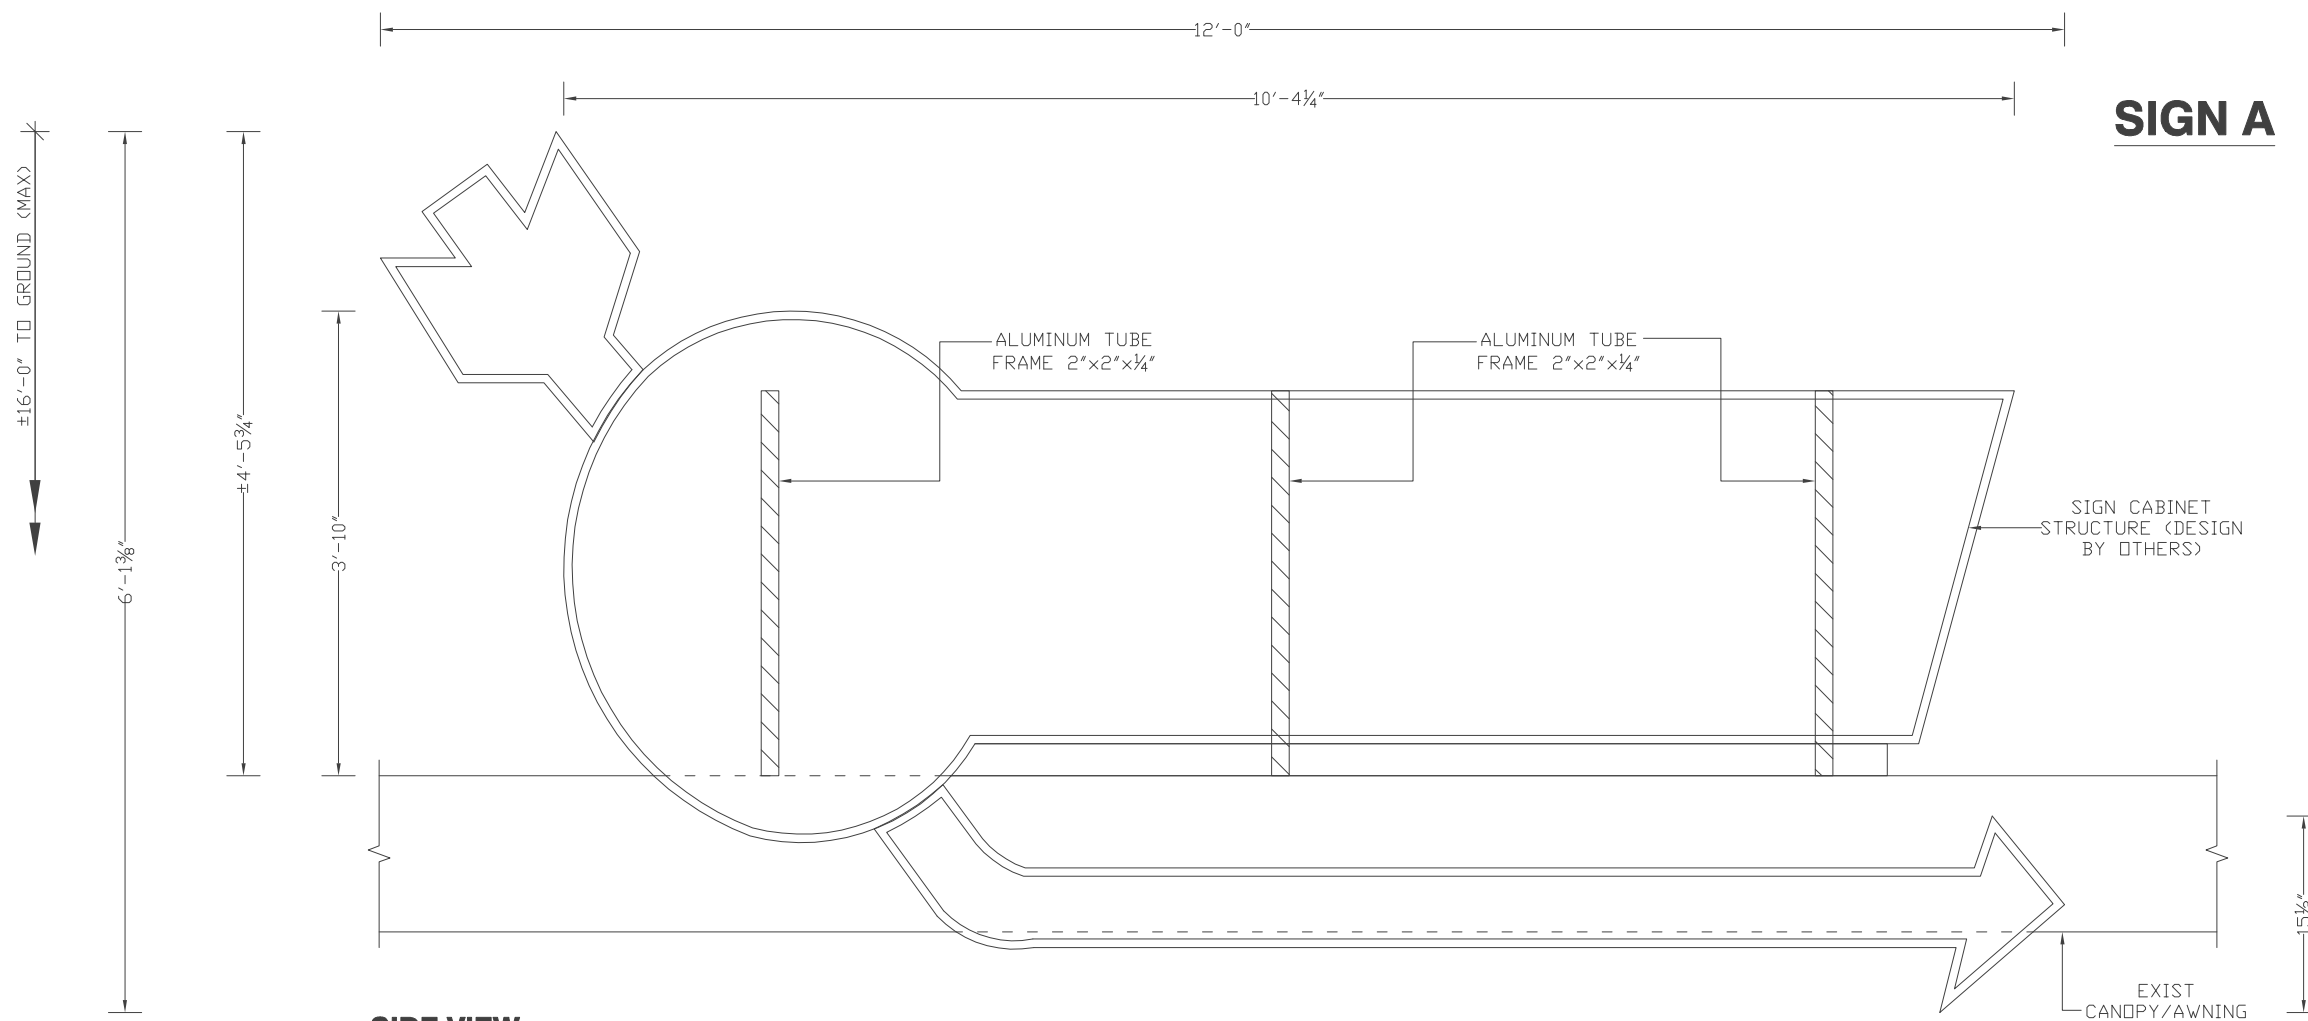 12'-0"
10'-4¼"
SIGN A
±16'-0" TO GROUND (MAX)
6'-1⅜"
±4'-5¾"
3'-10"
ALUMINUM TUBE
FRAME 2"x2"x¼"
ALUMINUM TUBE
FRAME 2"x2"x¼"
SIGN CABINET
STRUCTURE (DESIGN
BY OTHERS)
EXIST
CANOPY/AWNING
SIDE VIEW